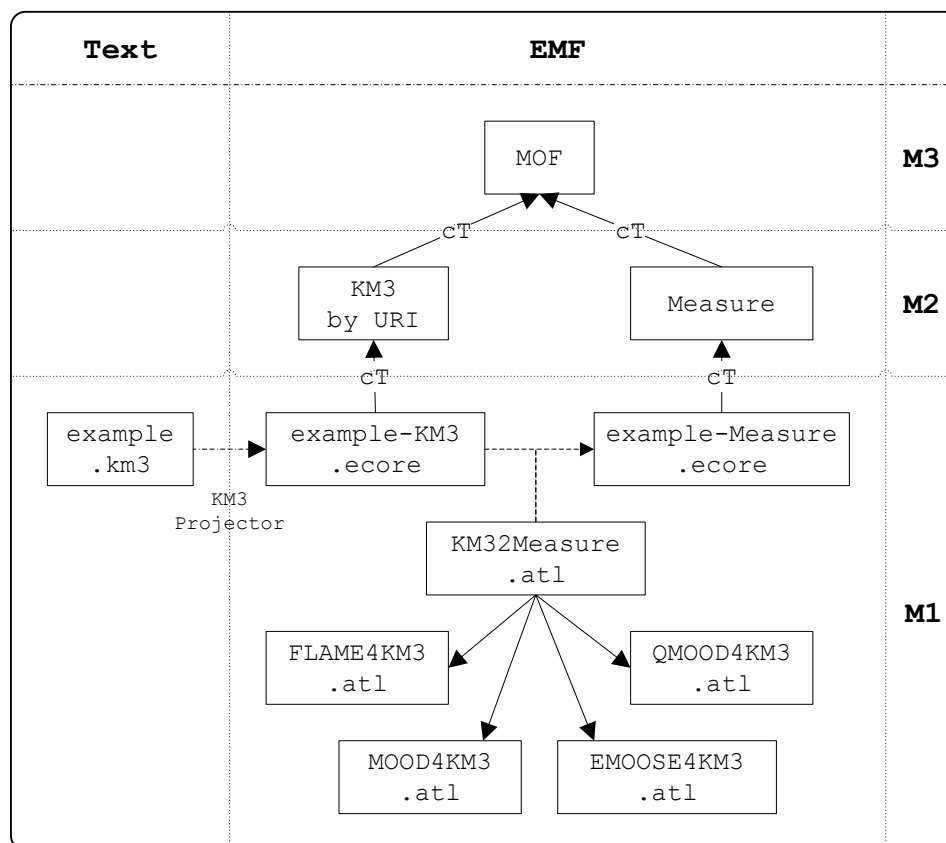 Text
EMF
MOF
M3
cT
cT
KM3
by URI
Measure
M2
cT
cT
example
.km3
example-KM3
.ecore
example-Measure
.ecore
KM3
Projector
KM32Measure
.atl
M1
FLAME4KM3
.atl
QMOOD4KM3
.atl
MOOD4KM3
.atl
EMOOSE4KM3
.atl